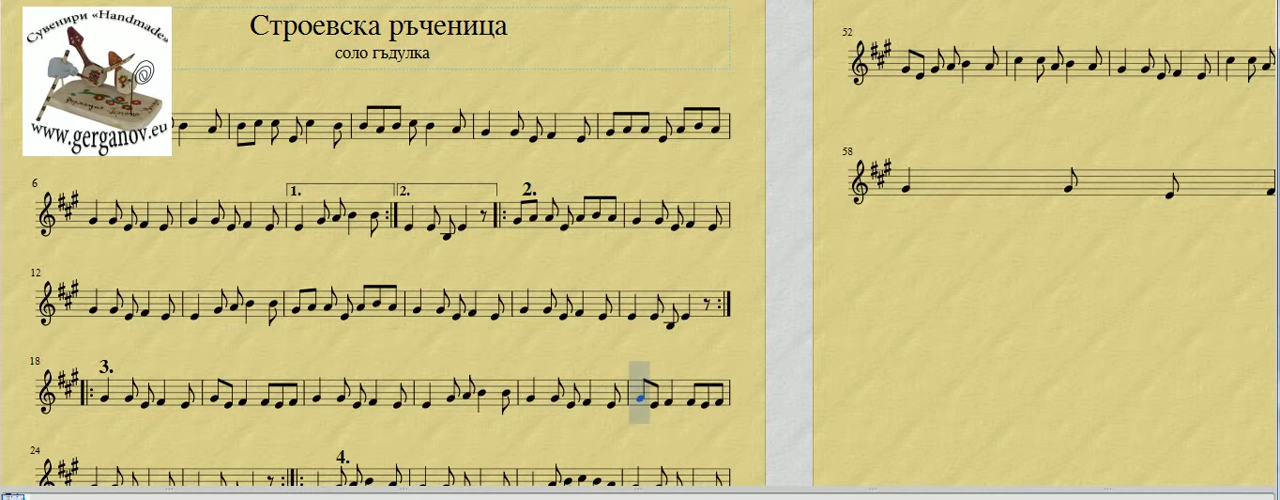 Сувенири «Handmade»
www.gerganov.eu
Строевска ръченица
соло гъдулка
6
1.
2.
2.
12
18
3.
24
4.
52
58